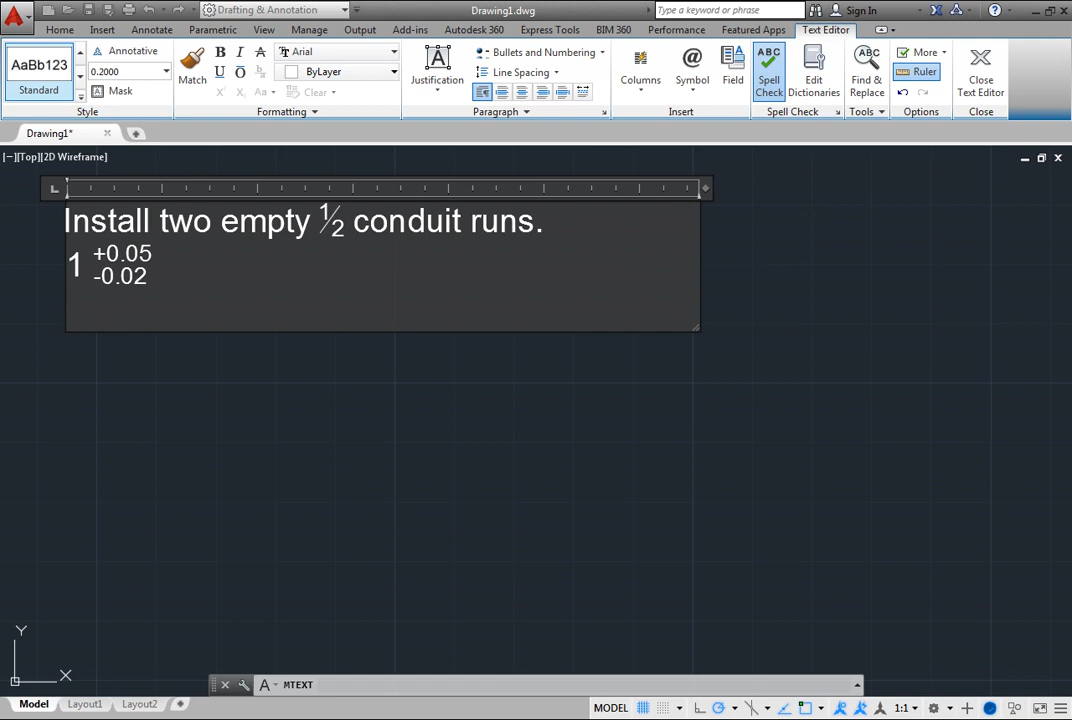 Drafting & Annotation
Drawing1.dwg
Type a keyword or phrase
Sign In
Home Insert Annotate Parametric View Manage Output Add-ins Autodesk 360 Express Tools BIM 360 Performance Featured Apps Text Editor
AaBb123
Standard
Annotative
0.2000
Mask
Style
Match
B I A
U O
Arial
ByLayer
Aa
Clear
Formatting
Justification
Bullets and Numbering
Line Spacing
Paragraph
Columns
Symbol
Field
Insert
ABC
Spell
Check
Edit
Dictionaries
Spell Check
ABC
Find &
Replace
Tools
More
Ruler
Options
Close
Text Editor
Close
Drawing1*
[−][Top][2D Wireframe]
Install two empty ½ conduit runs.
1 +0.05
-0.02
Y
X
MTEXT
Model Layout1 Layout2
MODEL 1:1